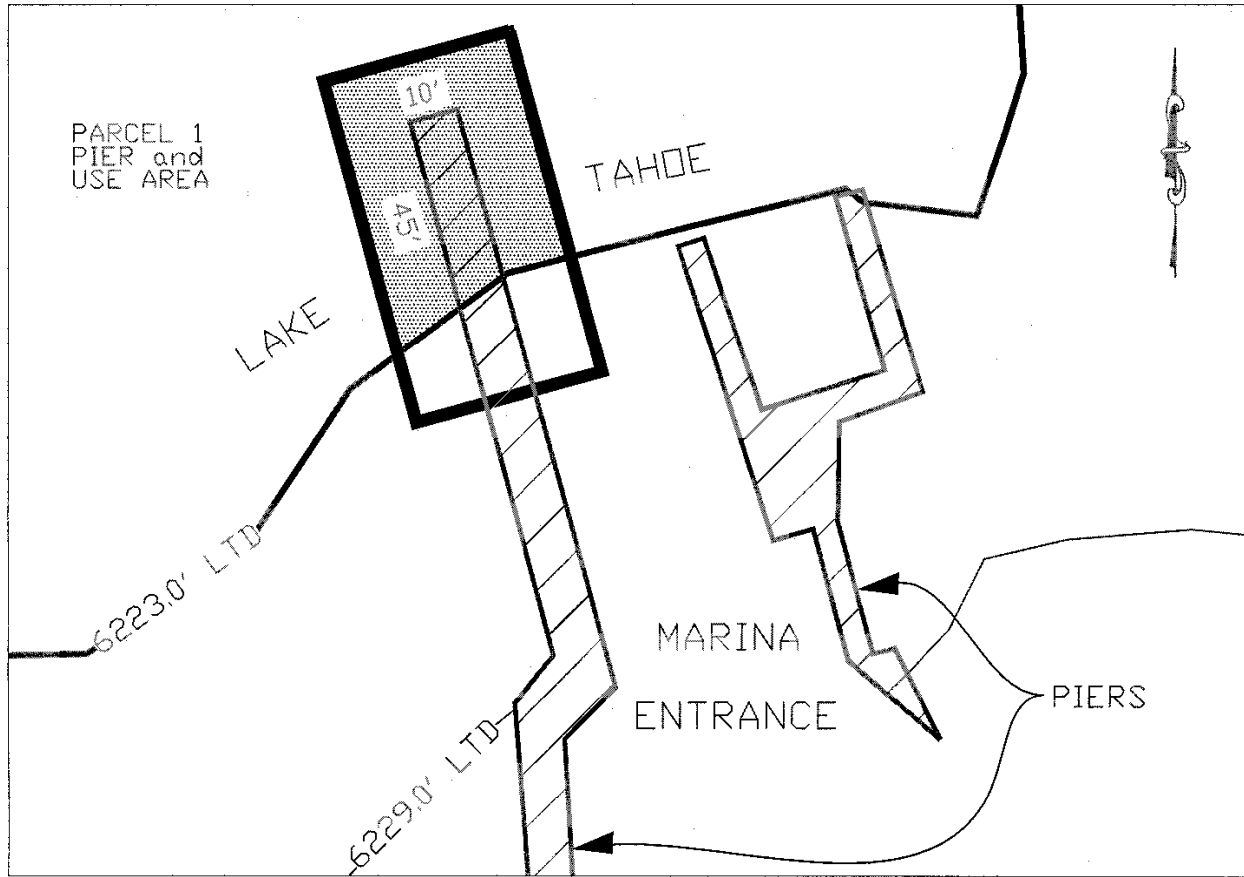 10'
PARCEL 1
PIER and
USE AREA
45'
TAHOE
LAKE
6223.0' LTD
MARINA
ENTRANCE
PIERS
6229.0' LTD